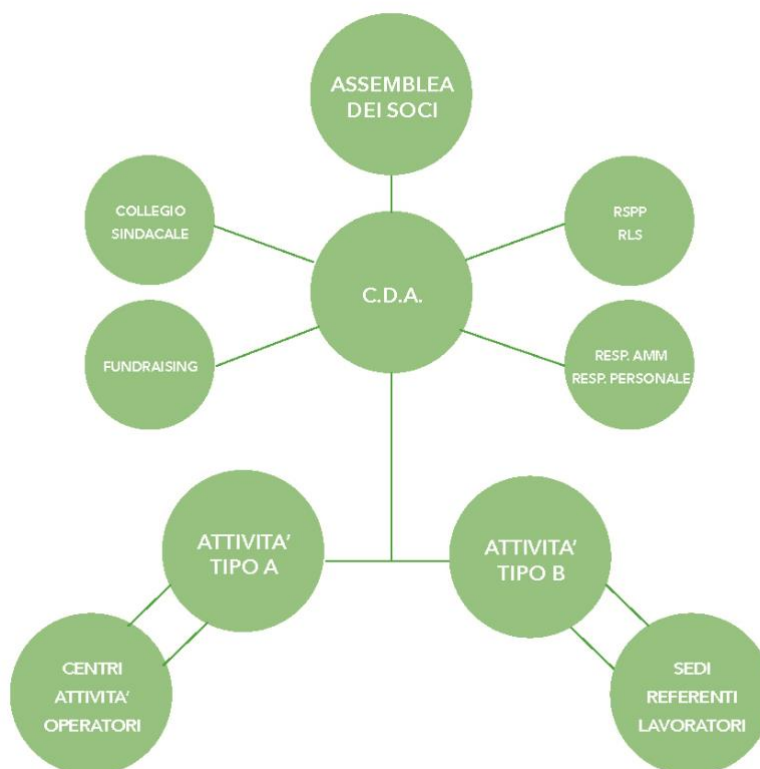 ASSEMBLEA
DEI SOCI
COLLEGIO
SINDACALE
RSPP
RLS
C.D.A.
FUNDRAISING
RESP. AMM
RESP. PERSONALE
ATTIVITA’
TIPO A
ATTIVITA’
TIPO B
CENTRI
ATTIVITA’
OPERATORI
SEDI
REFERENTI
LAVORATORI